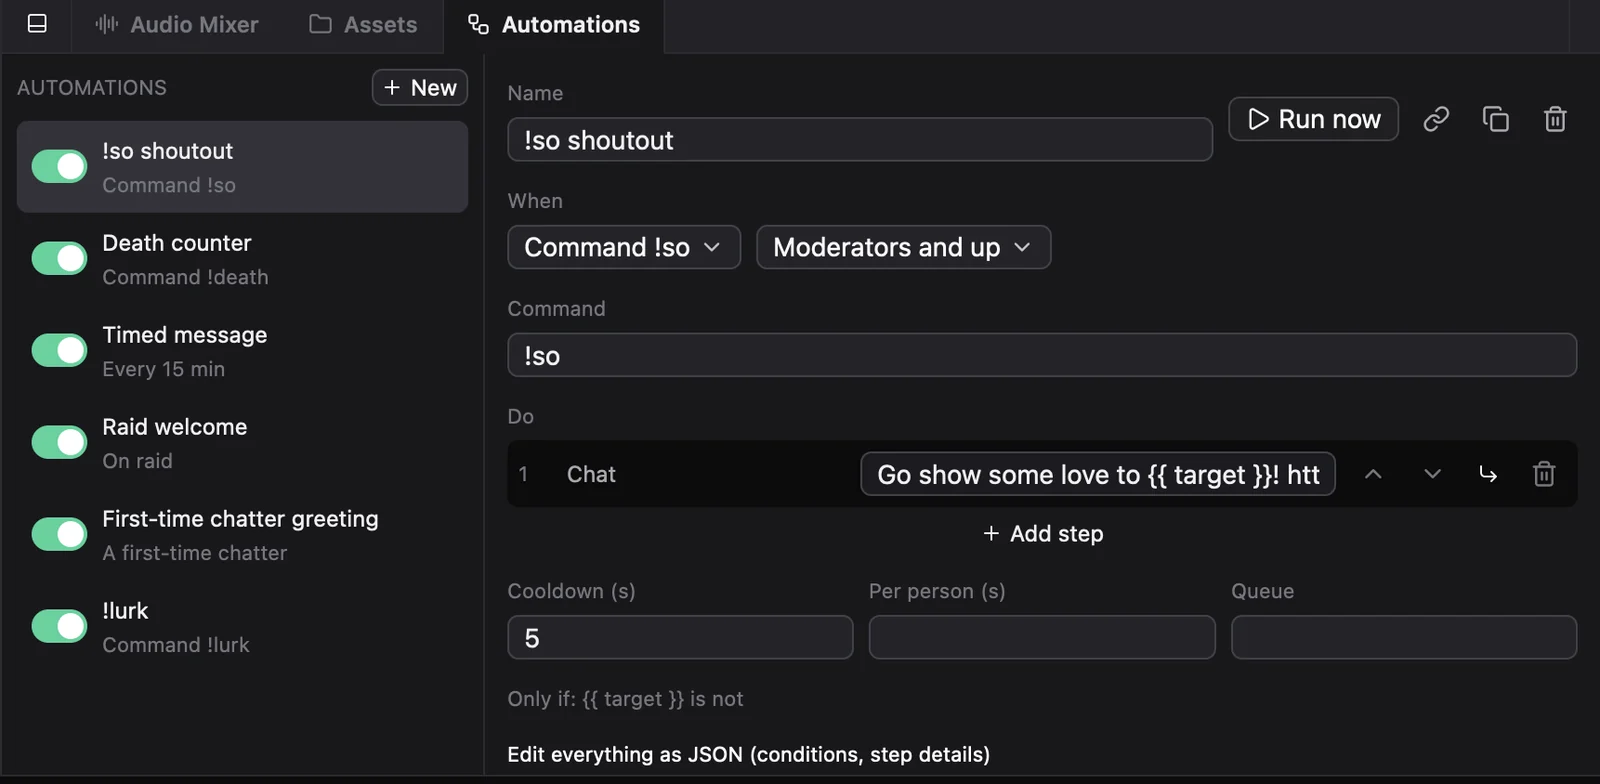 Audio Mixer
Assets
Automations
AUTOMATIONS
+ New
!so shoutout
Command !so
Death counter
Command !death
Timed message
Every 15 min
Raid welcome
On raid
First-time chatter greeting
A first-time chatter
!lurk
Command !lurk
Name
!so shoutout
Run now
When
Command !so
Moderators and up
Command
!so
Do
1 Chat Go show some love to {{ target }}! htt
+ Add step
Cooldown (s)
Per person (s)
Queue
5
Only if: {{ target }} is not
Edit everything as JSON (conditions, step details)